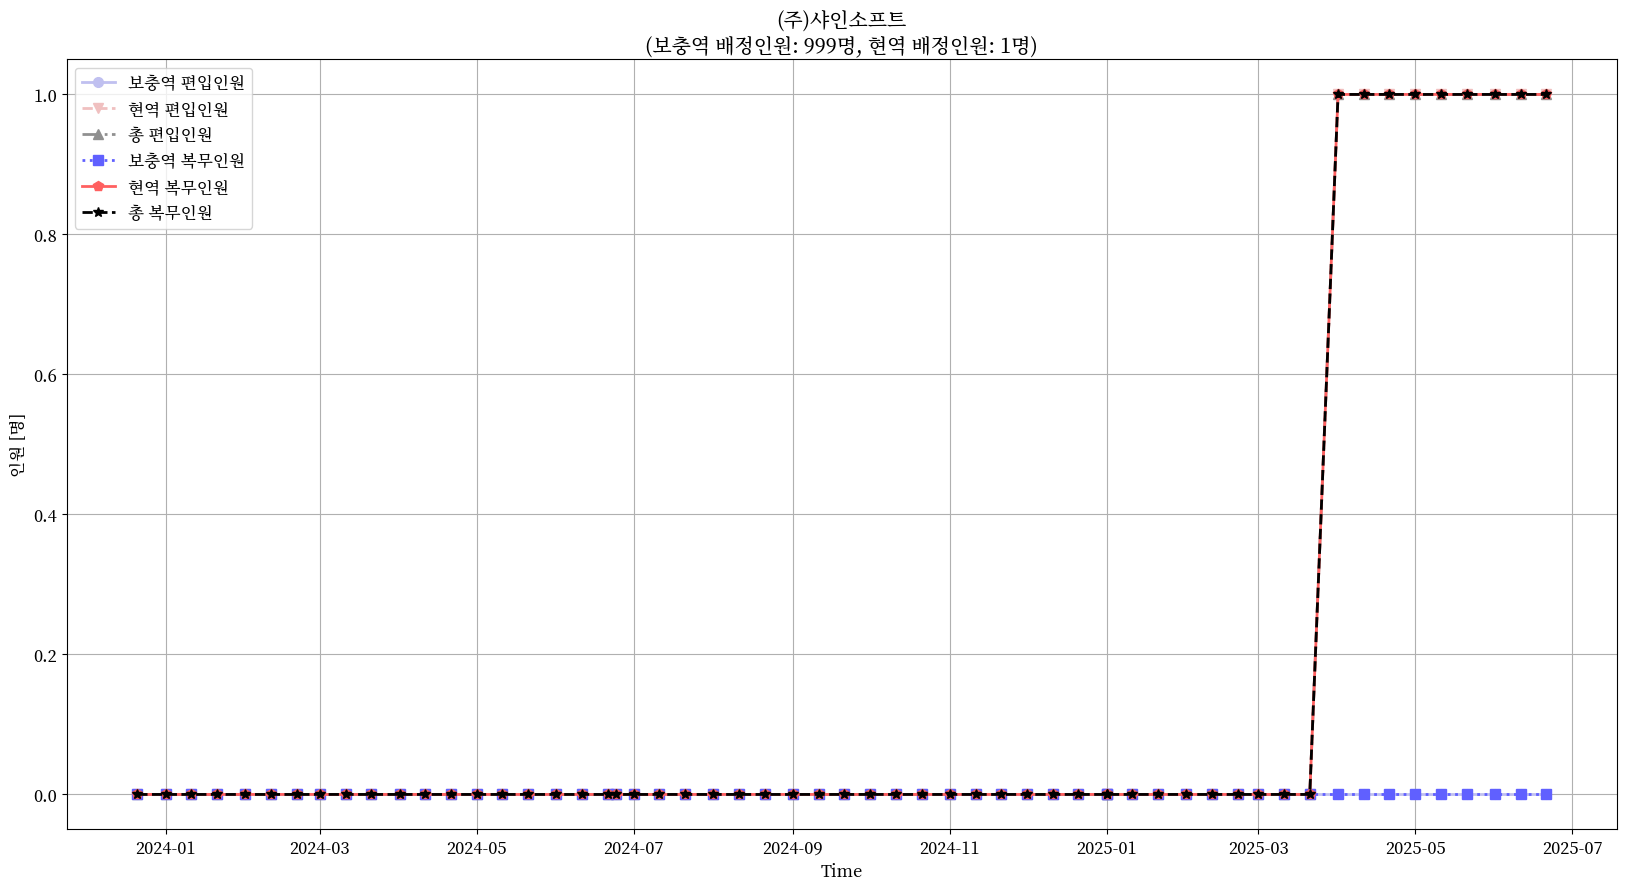 (주)샤인소프트
(보충역 배정인원: 999명, 현역 배정인원: 1명)
보충역 편입인원
현역 편입인원
총 편입인원
보충역 복무인원
현역 복무인원
총 복무인원
1.0
0.8
0.6
0.4
0.2
0.0
인원 [명]
2024-01 2024-03 2024-05 2024-07 2024-09 2024-11 2025-01 2025-03 2025-05 2025-07
Time